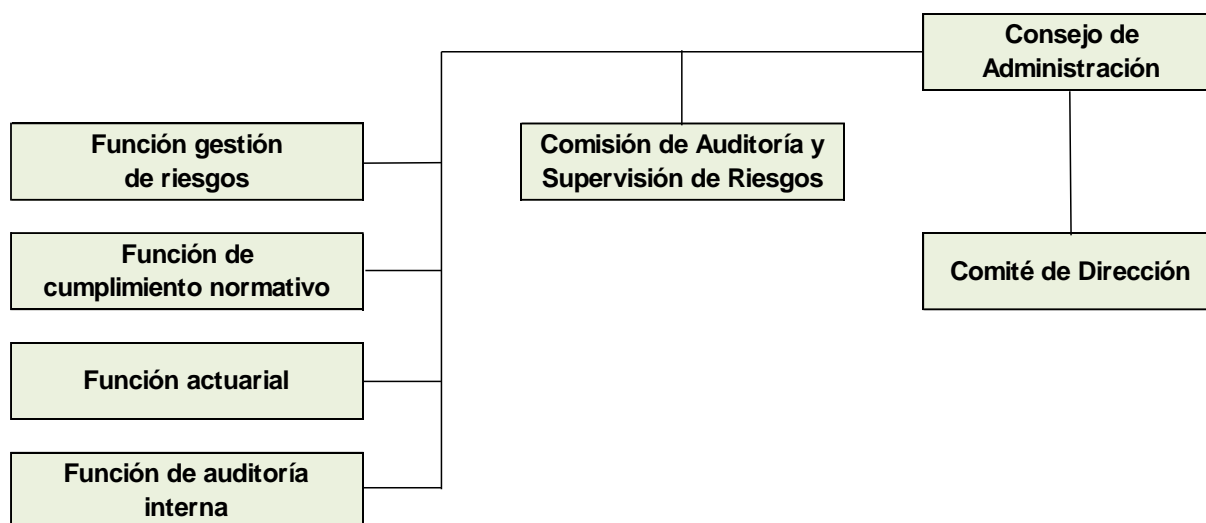 Consejo de
Administración
Función gestión
de riesgos
Comisión de Auditoría y
Supervisión de Riesgos
Función de
cumplimiento normativo
Comité de Dirección
Función actuarial
Función de auditoría
interna